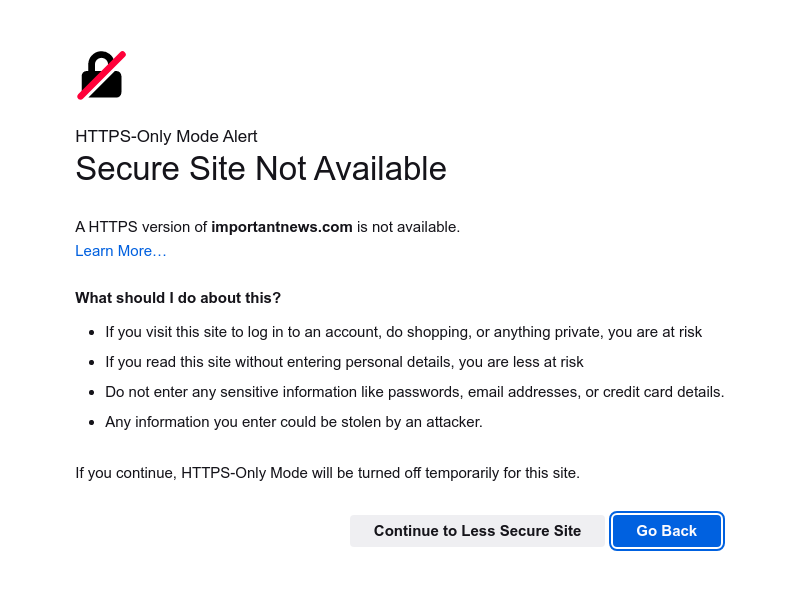 HTTPS-Only Mode Alert
Secure Site Not Available
A HTTPS version of importantnews.com is not available.
Learn More…
What should I do about this?
• If you visit this site to log in to an account, do shopping, or anything private, you are at risk
• If you read this site without entering personal details, you are less at risk
• Do not enter any sensitive information like passwords, email addresses, or credit card details.
• Any information you enter could be stolen by an attacker.
If you continue, HTTPS-Only Mode will be turned off temporarily for this site.
Continue to Less Secure Site Go Back